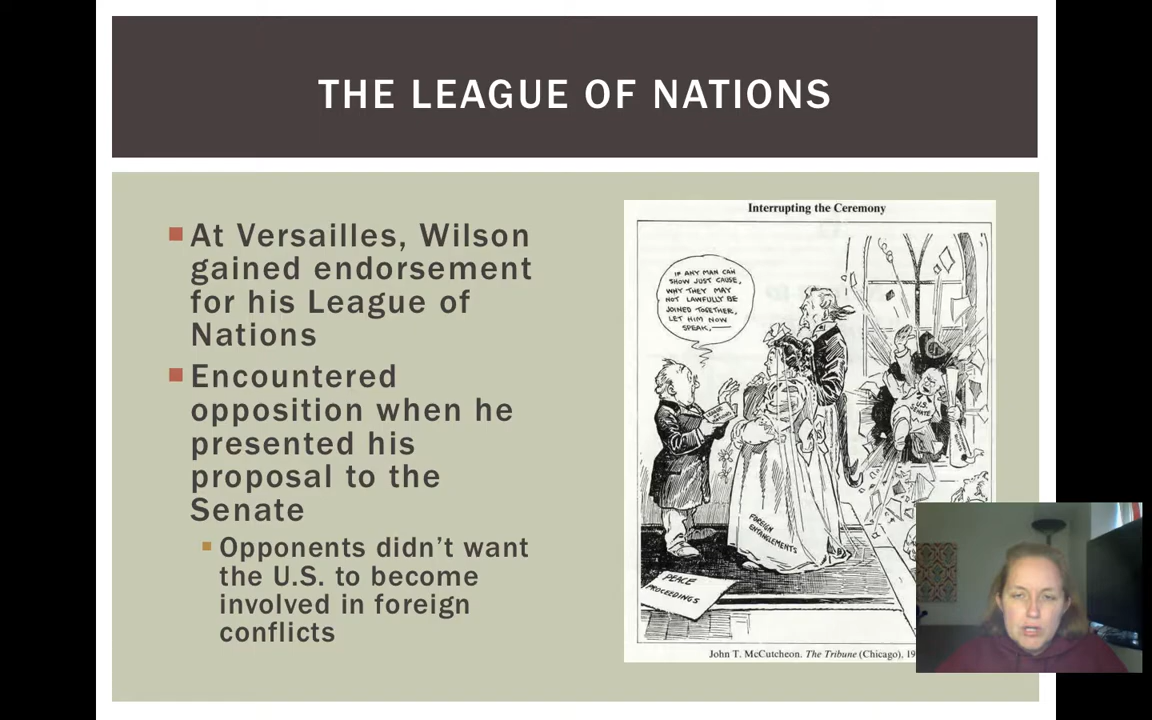 THE LEAGUE OF NATIONS
At Versailles, Wilson
gained endorsement
for his League of
Nations
Encountered
opposition when he
presented his
proposal to the
Senate
Opponents didn't want
the U.S. to become
involved in foreign
conflicts
Interrupting the Ceremony
IF ANY MAN CAN
SHOW JUST CAUSE,
WHY THEY MAY
NOT LAWFULLY BE
JOINED TOGETHER,
LET HIM NOW
SPEAK,—
LEAGUE OF
NATIONS
U.S.
SENATE
FOREIGN
ENTANGLEMENTS
PEACE
PROCEEDINGS
John T. McCutcheon. The Tribune (Chicago), 19